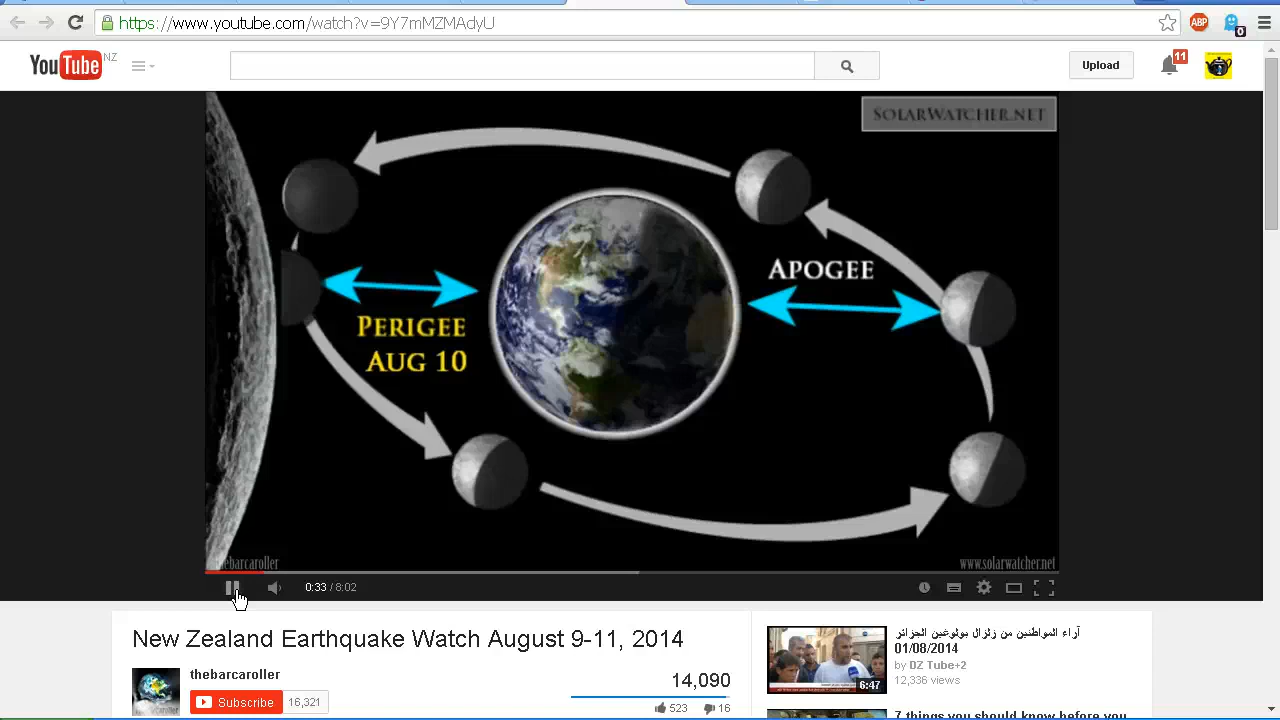 https://www.youtube.com/watch?v=9Y7mMZMAdyU
ABP
0
YouTube NZ
Upload
11
SOLARWATCHER.NET
APOGEE
PERIGEE
AUG 10
thebarcaroller
www.solarwatcher.net
0:33 / 8:02
New Zealand Earthquake Watch August 9-11, 2014
thebarcaroller
Subscribe 16,321
14,090
523 16
آراء المواطنين من زلزال بولوغين الجزائر
01/08/2014
by DZ Tube+2
12,336 views
6:47
7 things you should know before you